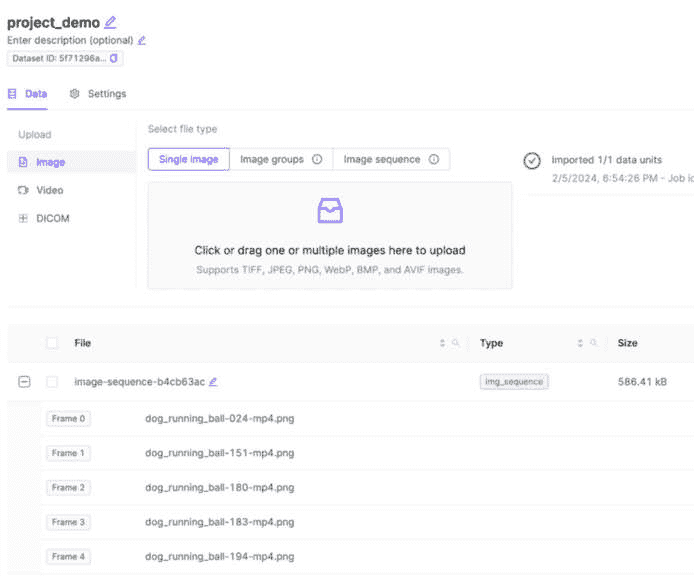 project_demo
Enter description (optional)
Dataset ID: 5f71296a...
Data Settings
Upload
Image
Video
DICOM
Select file type
Single image Image groups Image sequence
Click or drag one or multiple images here to upload
Supports TIFF, JPEG, PNG, WebP, BMP, and AVIF images.
Imported 1/1 data units
2/5/2024, 6:54:26 PM - Job
File Type Size
image-sequence-b4cb63ac img_sequence 586.41 kB
Frame 0 dog_running_ball-024-mp4.png
Frame 1 dog_running_ball-151-mp4.png
Frame 2 dog_running_ball-180-mp4.png
Frame 3 dog_running_ball-183-mp4.png
Frame 4 dog_running_ball-194-mp4.png